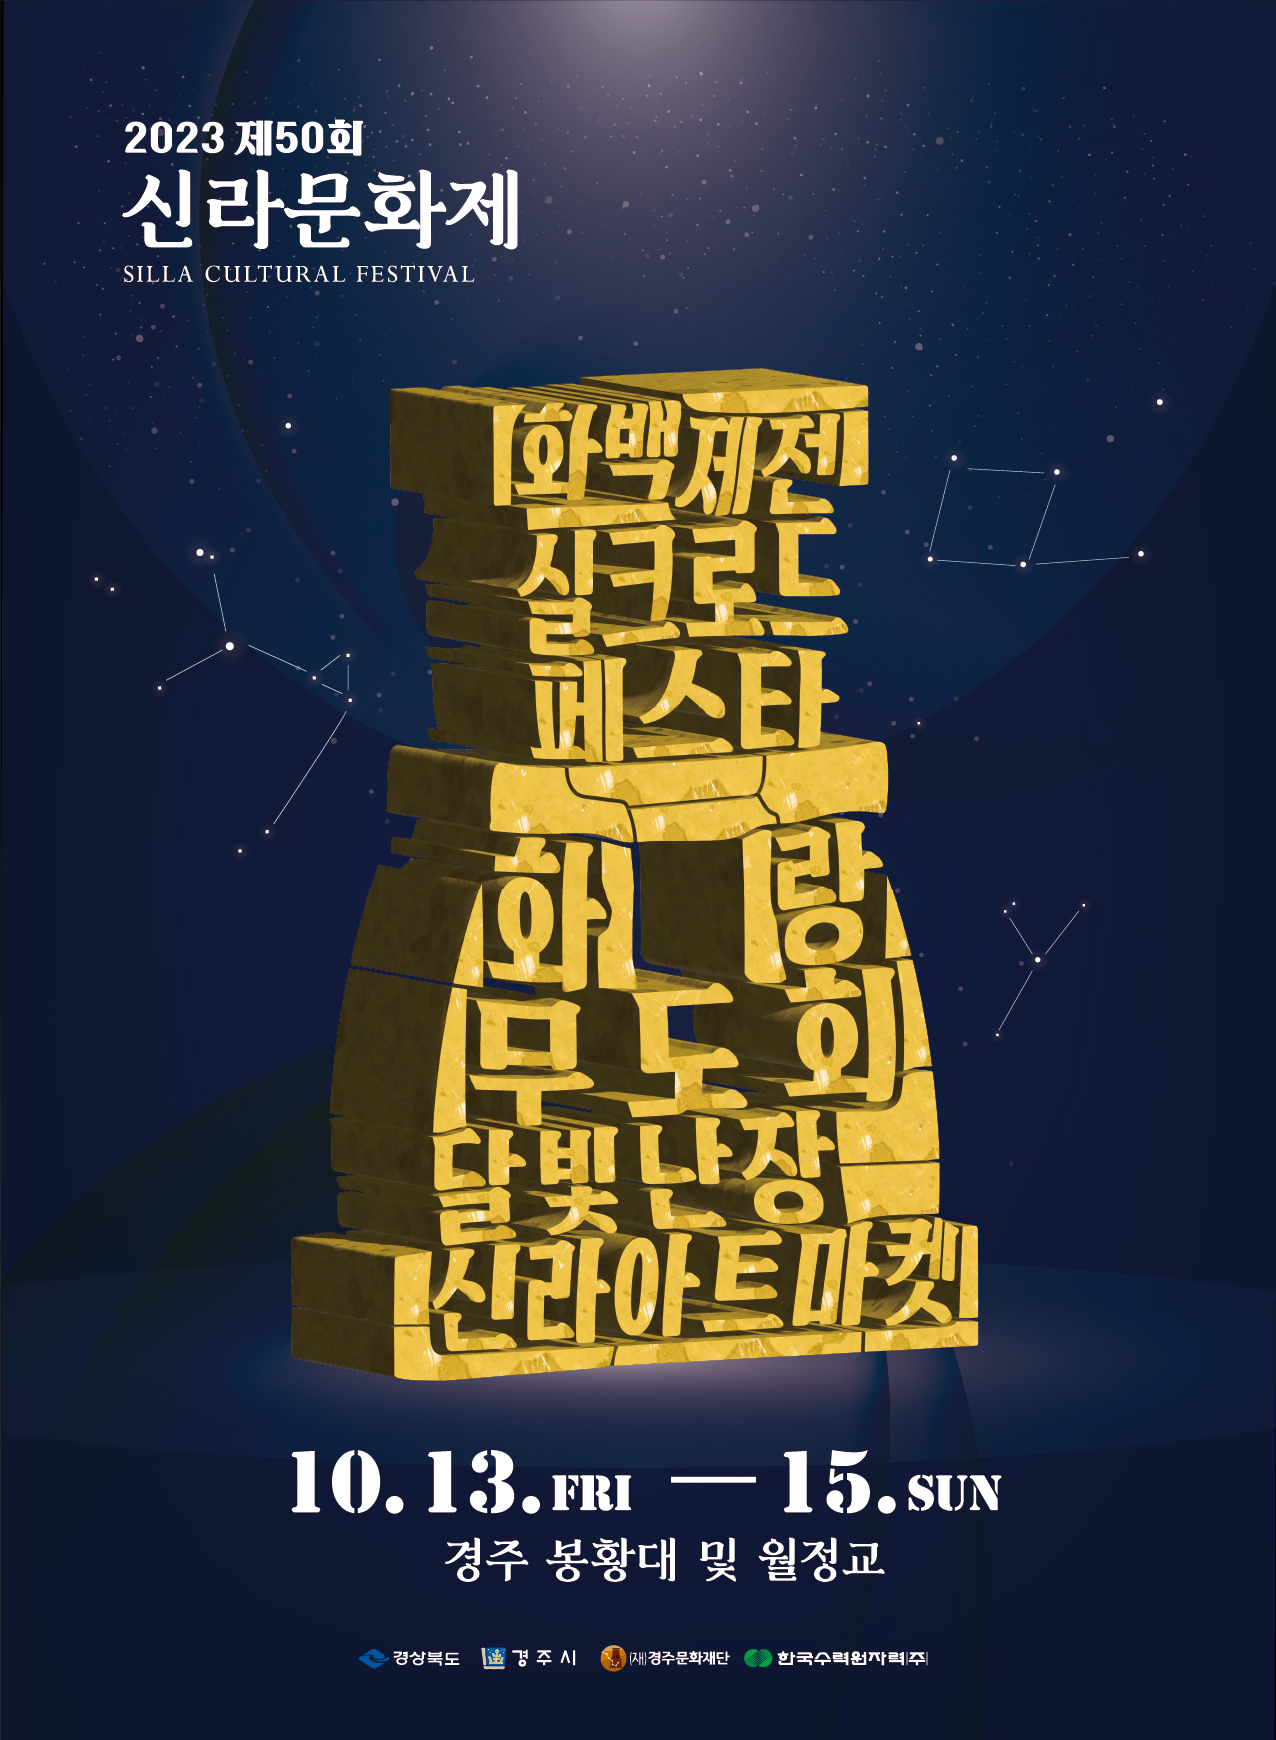 2023 제50회
신라문화제
SILLA CULTURAL FESTIVAL
화백제전
실크로드
페스타
화랑
무도회
달빛난장
신라아트마켓
10. 13. FRI — 15. SUN
경주 봉황대 및 월정교
경상북도 경주시 (재)경주문화재단 한국수력원자력(주)